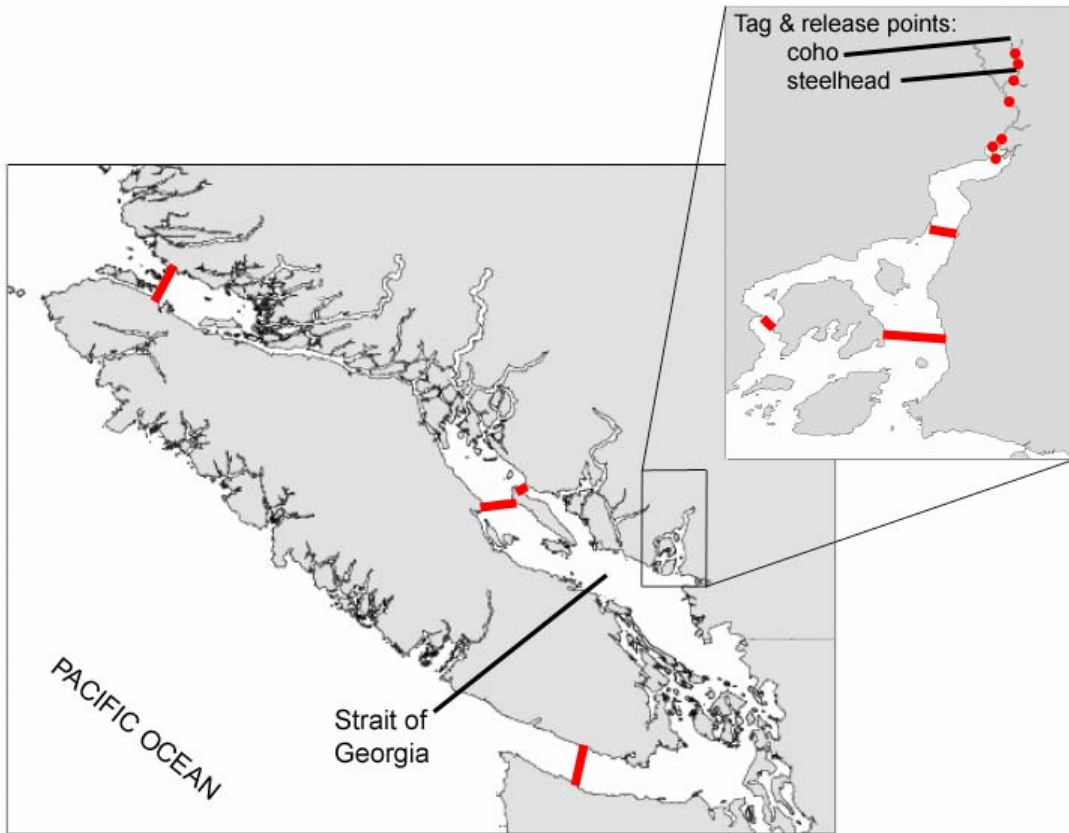 Tag & release points:
coho
steelhead
Strait of
Georgia
PACIFIC OCEAN